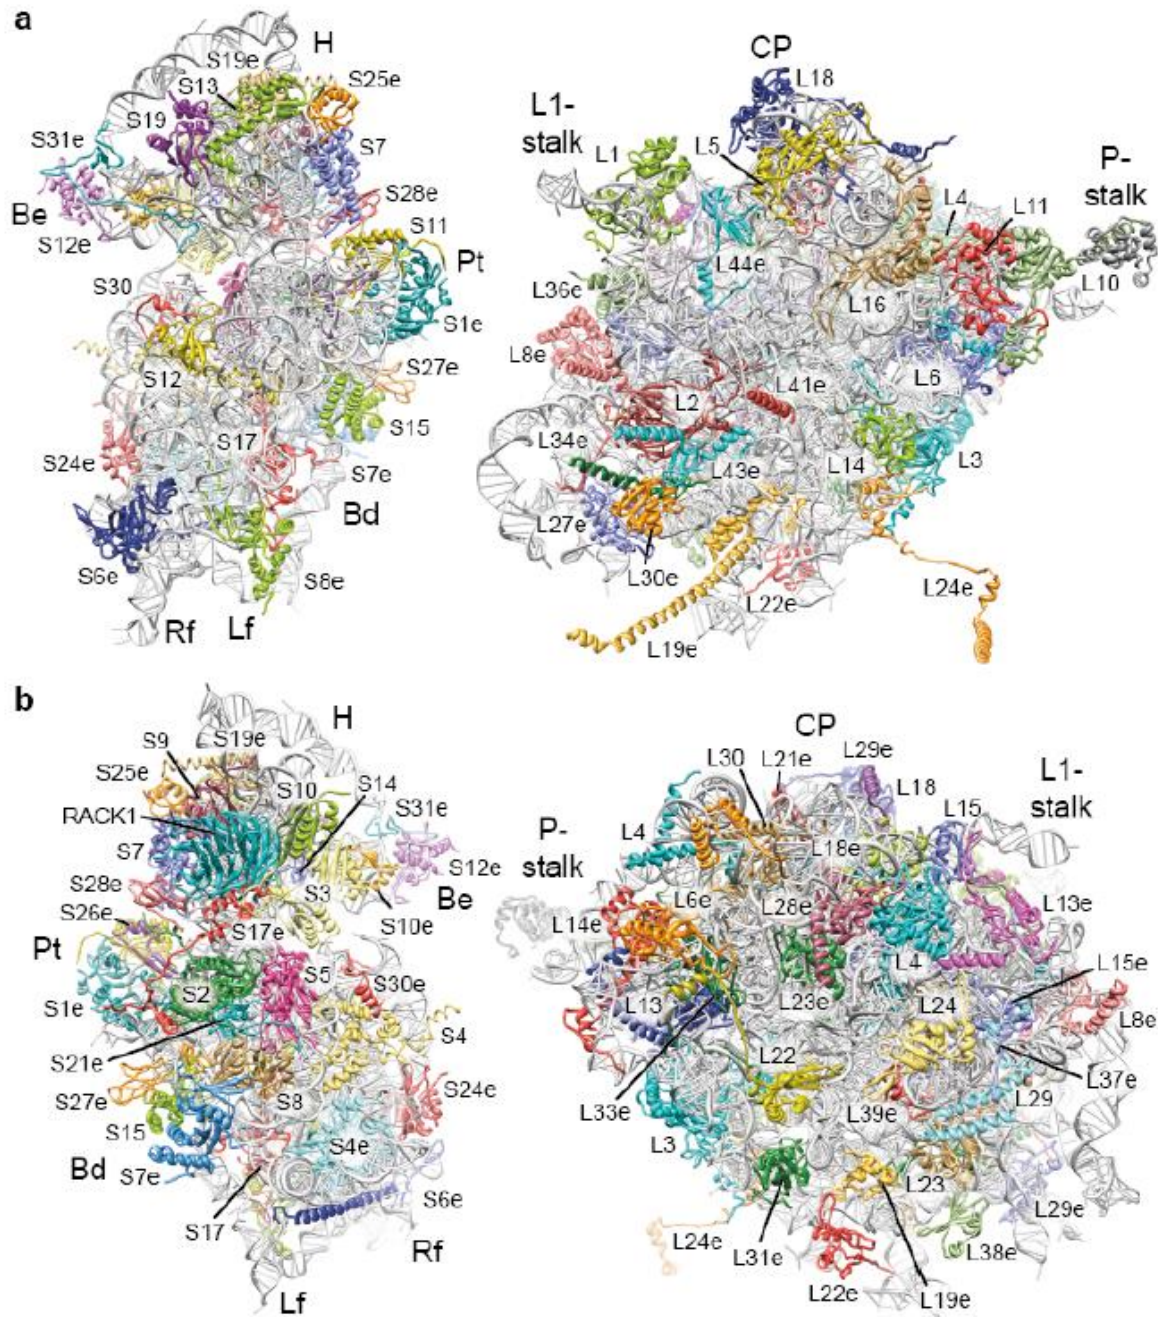 a
H
S19e
S13
S25e
S19
S31e
S7
Be
S28e
S12e
S11
Pt
S30
S1e
S27e
S12
S15
S17
S24e
S7e
Bd
S6e
S8e
Rf
Lf
CP
L18
L1-
stalk
L1
L5
P-
stalk
L4
L11
L44e
L10
L36e
L16
L8e
L6
L41e
L2
L34e
L43e
L14
L3
L27e
L30e
L22e
L24e
L19e
b
H
S9
S19e
S25e
S10
S14
RACK1
S31e
S7
S12e
S3
S28e
Be
S10e
S26e
S17e
Pt
S5
S30e
S2
S1e
S4
S21e
S24e
S27e
S8
S15
S4e
Bd
S7e
S6e
S17
Rf
Lf
CP
L30
L21e
L29e
L18
L1-
stalk
L15
P-
stalk
L4
L18e
L6e
L28e
L13e
L14e
L4
L15e
L13
L23e
L24
L8e
L22
L37e
L33e
L39e
L29
L3
L23
L29e
L24e
L31e
L38e
L22e
L19e